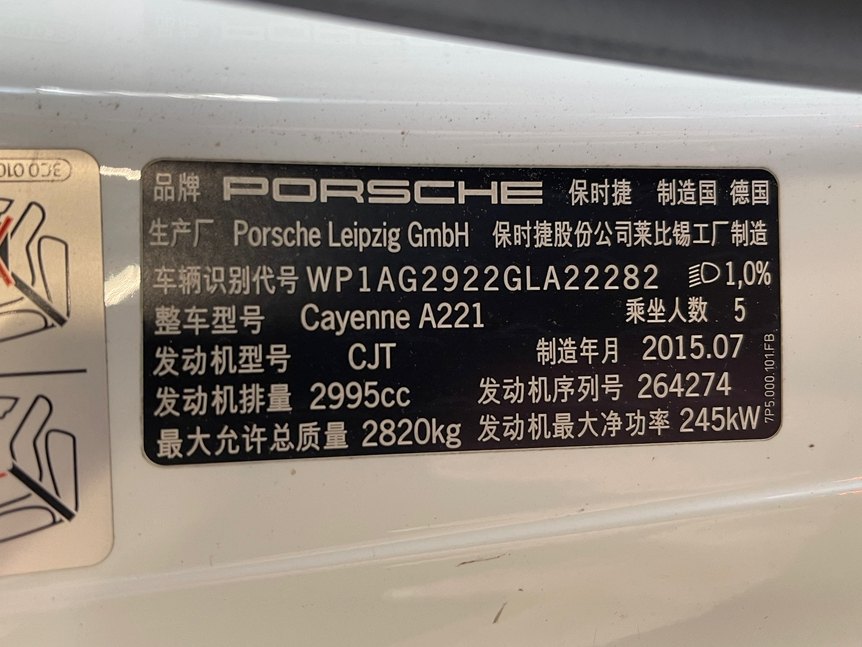 3C0 010
品牌 PORSCHE 保时捷 制造国 德国
生产厂 Porsche Leipzig GmbH 保时捷股份公司莱比锡工厂制造
车辆识别代号 WP1AG2922GLA22282 1,0%
整车型号 Cayenne A221 乘坐人数 5
发动机型号 CJT 制造年月 2015.07
发动机排量 2995cc 发动机序列号 264274
最大允许总质量 2820kg 发动机最大净功率 245kW
7P5.000.101.FB